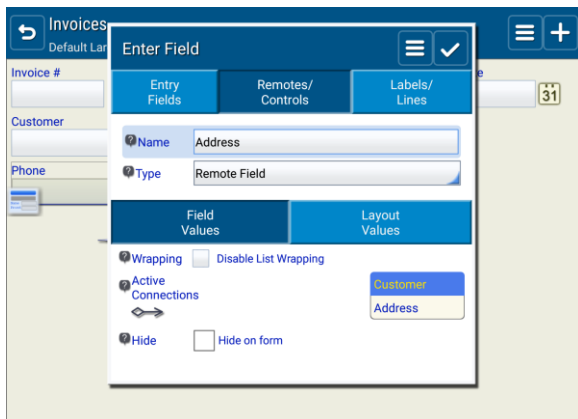 Invoices
Default Lar
Invoice #
Customer
Phone
31
Enter Field
Entry
Fields
Remotes/
Controls
Labels/
Lines
? Name
Address
? Type
Remote Field
Field
Values
Layout
Values
? Wrapping
Disable List Wrapping
? Active
Connections
Customer
Address
? Hide
Hide on form